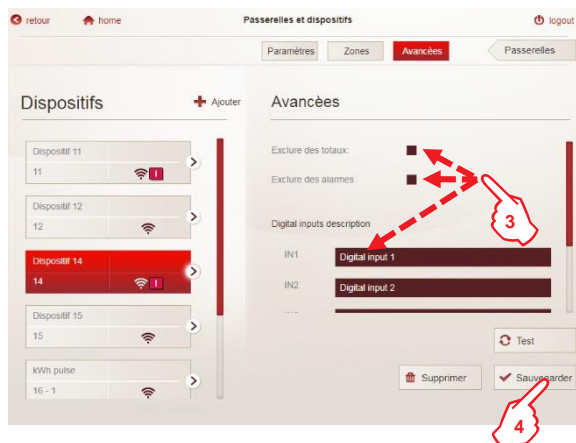 retour home Passerelles et dispositifs logout
Paramètres Zones Avancèes Passerelles
Dispositifs Ajouter
Dispositif 11
11
Dispositif 12
12
Dispositif 14
14
Dispositif 15
15
kWh pulse
16 - 1
Avancèes
Exclure des totaux:
Exclure des alarmes
3
Digital inputs description
IN1 Digital input 1
IN2 Digital input 2
Test
Supprimer Sauvegarder
4